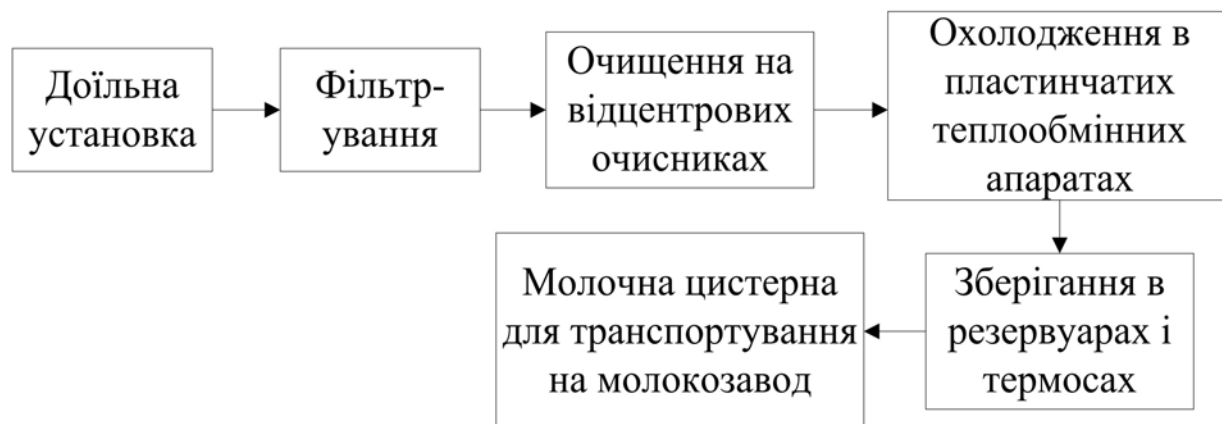 Доїльна
установка
Фільтр-
ування
Очищення на
відцентрових
очисниках
Охолодження в
пластинчатих
теплообмінних
апаратах
Зберігання в
резервуарах і
термосах
Молочна цистерна
для транспортування
на молокозавод